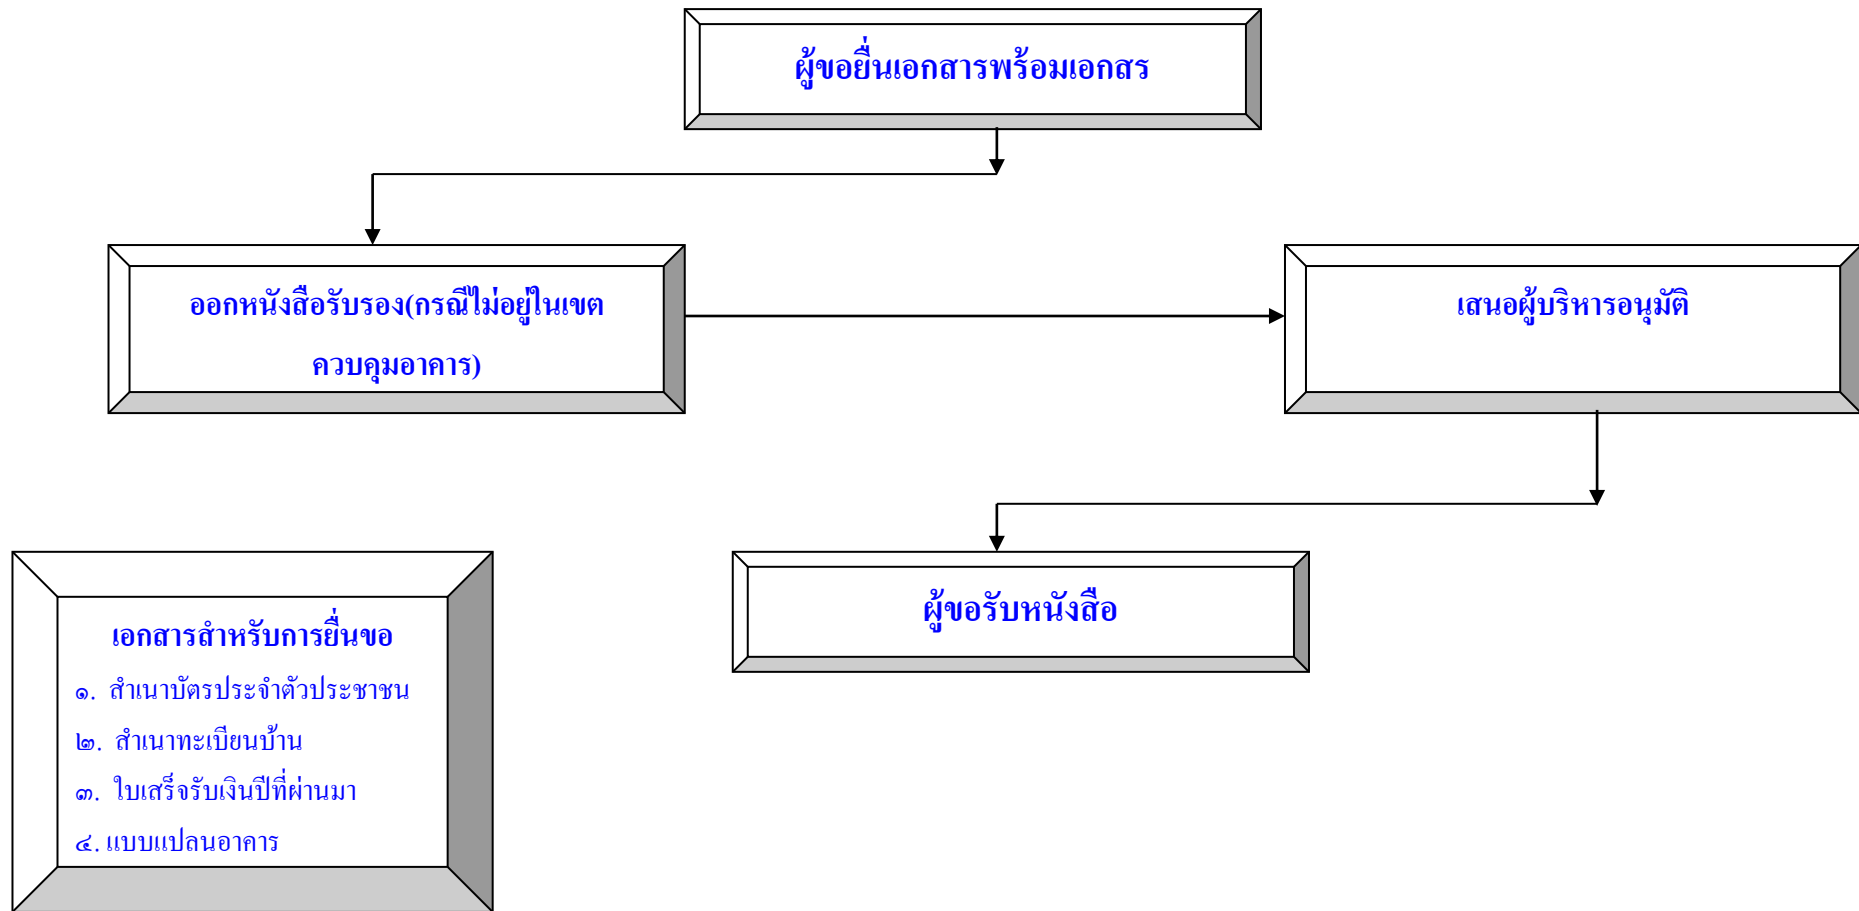 ผู้ขอยื่นเอกสารพร้อมเอกสร
ออกหนังสือรับรอง(กรณีไม่อยู่ในเขต
ควบคุมอาคาร)
เสนอผู้บริหารอนุมัติ
ผู้ขอรับหนังสือ
เอกสารสำหรับการยื่นขอ
๑. สำเนาบัตรประจำตัวประชาชน
๒. สำเนาทะเบียนบ้าน
๓. ใบเสร็จรับเงินปีที่ผ่านมา
๔. แบบแปลนอาคาร